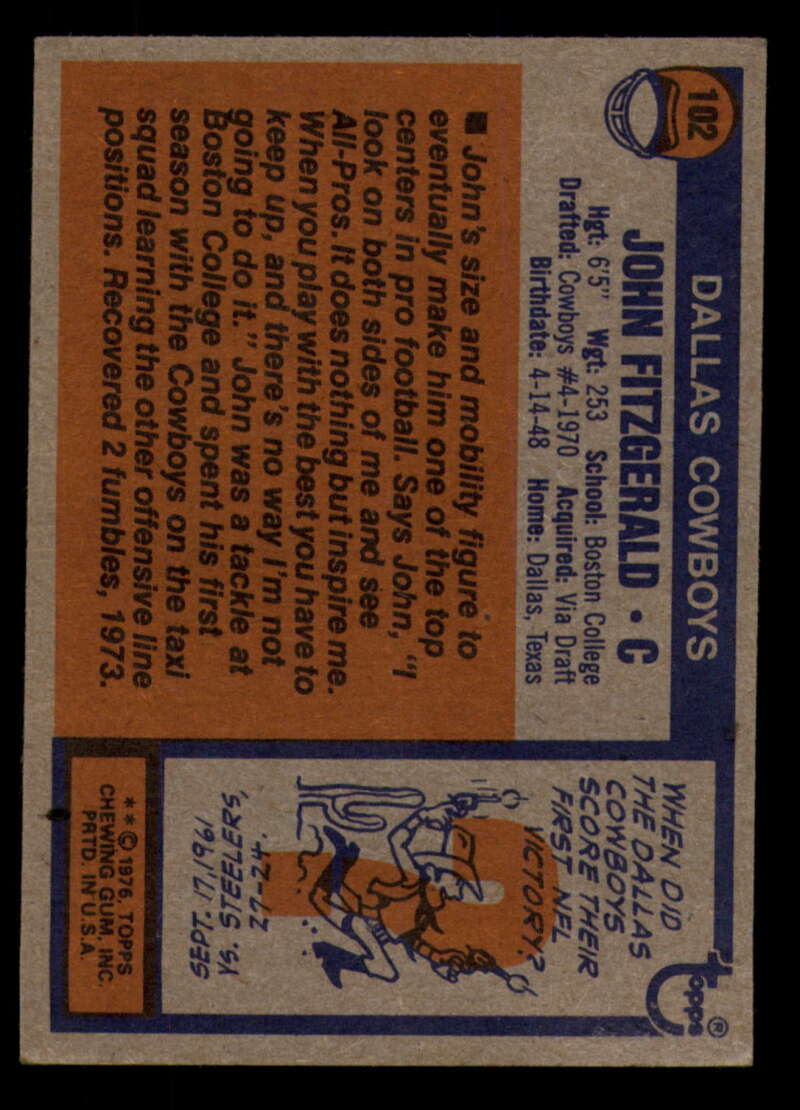 102
DALLAS COWBOYS
JOHN FITZGERALD • C
Hgt: 6'5" Wgt: 253 School: Boston College
Drafted: Cowboys #4-1970 Acquired: Via Draft
Birthdate: 4-14-48 Home: Dallas, Texas
■ John's size and mobility figure to
eventually make him one of the top
centers in pro football. Says John, "I
look on both sides of me and see
All-Pros. It does nothing but inspire me.
When you play with the best you have to
keep up, and there's no way I'm not
going to do it." John was a tackle at
Boston College and spent his first
season with the Cowboys on the taxi
squad learning the other offensive line
positions. Recovered 2 fumbles, 1973.
topps®
WHEN DID
THE DALLAS
COWBOYS
SCORE THEIR
FIRST NFL
VICTORY?
SEPT. 17, 1961
VS. STEELERS,
27-24.
**© 1976, TOPPS
CHEWING GUM, INC.
PRTD. IN U.S.A.